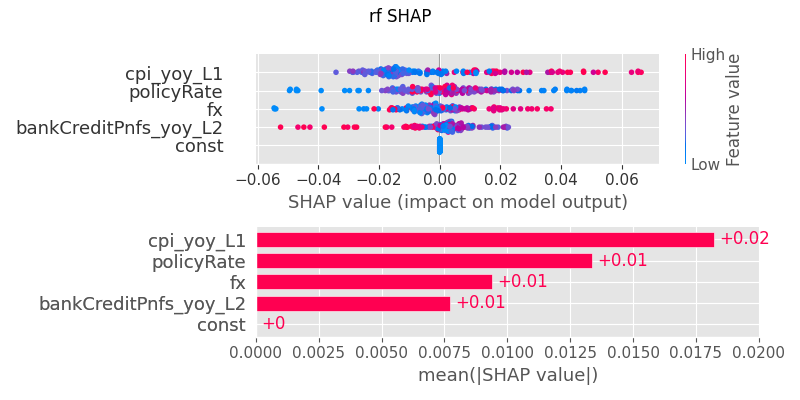 rf SHAP
High
cpi_yoy_L1
policyRate
fx
bankCreditPnfs_yoy_L2
const
Feature value
Low
−0.06 −0.04 −0.02 0.00 0.02 0.04 0.06
SHAP value (impact on model output)
cpi_yoy_L1 +0.02
policyRate +0.01
fx +0.01
bankCreditPnfs_yoy_L2 +0.01
const +0
0.0000 0.0025 0.0050 0.0075 0.0100 0.0125 0.0150 0.0175 0.0200
mean(|SHAP value|)